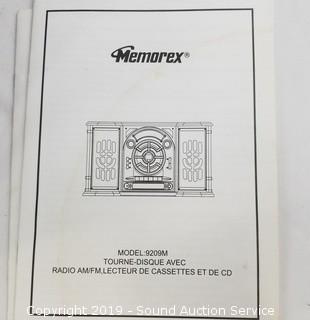 Memorex®
MODEL:9209M
TOURNE-DISQUE AVEC
RADIO AM/FM,LECTEUR DE CASSETTES ET DE CD
Copyright 2019 - Sound Auction Service